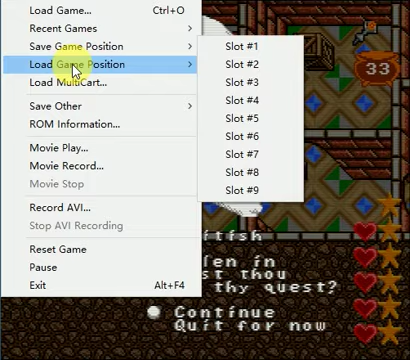 Load Game... Ctrl+O
Recent Games
Save Game Position
Load Game Position
Load MultiCart...
Save Other
ROM Information...
Movie Play...
Movie Record...
Movie Stop
Record AVI...
Stop AVI Recording
Reset Game
Pause
Exit Alt+F4
Slot #1
Slot #2
Slot #3
Slot #4
Slot #5
Slot #6
Slot #7
Slot #8
Slot #9
33
thou
thy quest?
Continue
Quit for now